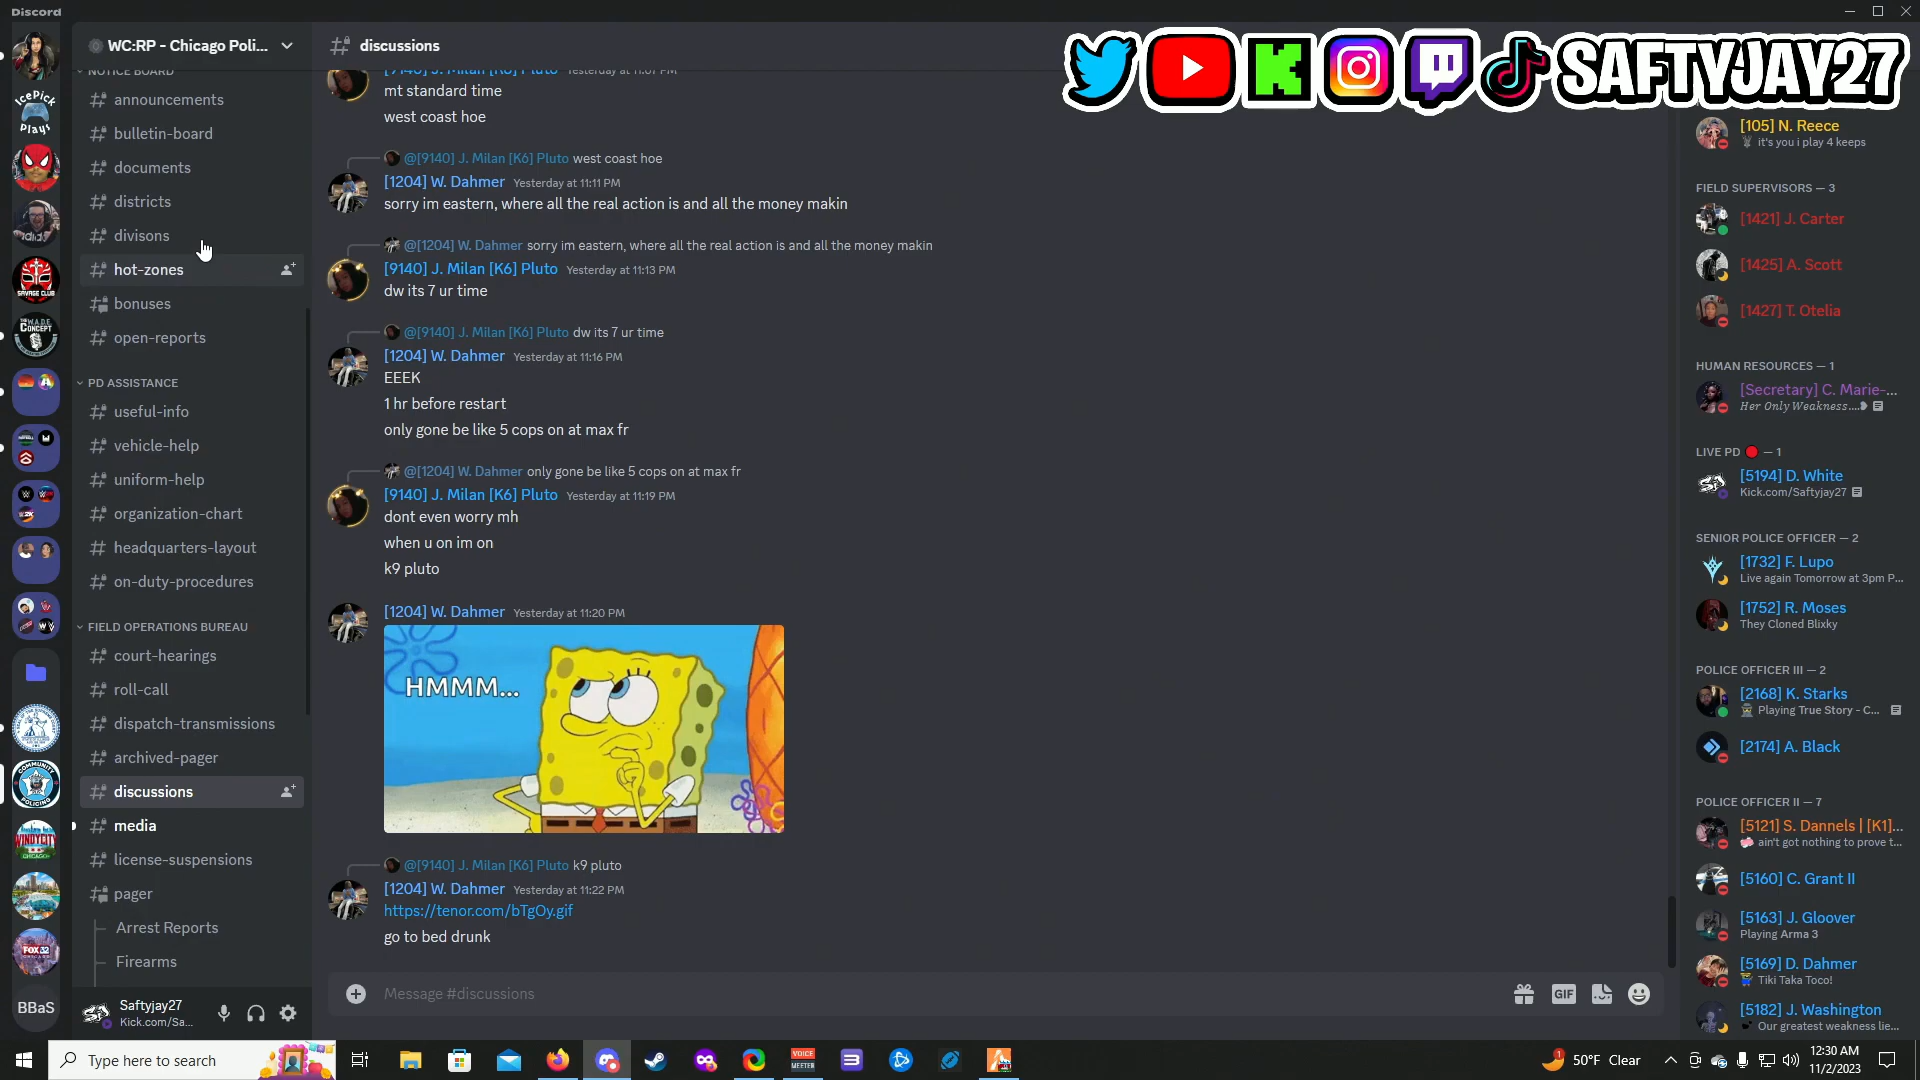 Discord
WC:RP - Chicago Poli...
NOTICE BOARD
announcements
bulletin-board
documents
districts
divisons
hot-zones
bonuses
open-reports
PD ASSISTANCE
useful-info
vehicle-help
uniform-help
organization-chart
headquarters-layout
on-duty-procedures
FIELD OPERATIONS BUREAU
court-hearings
roll-call
dispatch-transmissions
archived-pager
discussions
media
license-suspensions
pager
Arrest Reports
Firearms
IcePick
Plays
SAVAGE CLUB
THE W.A.D.E.
CONCEPT
COMMUNITY
POLICING
WINDY CITY
CHICAGO
FOX 32
CHICAGO
BBaS
Saftyjay27
Kick.com/Sa...
discussions
[9140] J. Milan [K6] Pluto Yesterday at 11:07 PM
mt standard time
west coast hoe
@[9140] J. Milan [K6] Pluto west coast hoe
[1204] W. Dahmer Yesterday at 11:11 PM
sorry im eastern, where all the real action is and all the money makin
@[1204] W. Dahmer sorry im eastern, where all the real action is and all the money makin
[9140] J. Milan [K6] Pluto Yesterday at 11:13 PM
dw its 7 ur time
@[9140] J. Milan [K6] Pluto dw its 7 ur time
[1204] W. Dahmer Yesterday at 11:16 PM
EEEK
1 hr before restart
only gone be like 5 cops on at max fr
@[1204] W. Dahmer only gone be like 5 cops on at max fr
[9140] J. Milan [K6] Pluto Yesterday at 11:19 PM
dont even worry mh
when u on im on
k9 pluto
[1204] W. Dahmer Yesterday at 11:20 PM
HMMM...
@[9140] J. Milan [K6] Pluto k9 pluto
[1204] W. Dahmer Yesterday at 11:22 PM
https://tenor.com/bTgOy.gif
go to bed drunk
Message #discussions
GIF
SAFTYJAY27
[105] N. Reece
it's you i play 4 keeps
FIELD SUPERVISORS — 3
[1421] J. Carter
[1425] A. Scott
[1427] T. Otelia
HUMAN RESOURCES — 1
[Secretary] C. Marie-...
Her Only Weakness....
LIVE PD — 1
[5194] D. White
Kick.com/Saftyjay27
SENIOR POLICE OFFICER — 2
[1732] F. Lupo
Live again Tomorrow at 3pm P...
[1752] R. Moses
They Cloned Blixky
POLICE OFFICER III — 2
[2168] K. Starks
Playing True Story - C...
[2174] A. Black
POLICE OFFICER II — 7
[5121] S. Dannels | [K1]...
ain't got nothing to prove t...
[5160] C. Grant II
[5163] J. Gloover
Playing Arma 3
[5169] D. Dahmer
Tiki Taka Toco!
[5182] J. Washington
Our greatest weakness lie...
Type here to search
VOICE
MEETER
50°F Clear
12:30 AM
11/2/2023